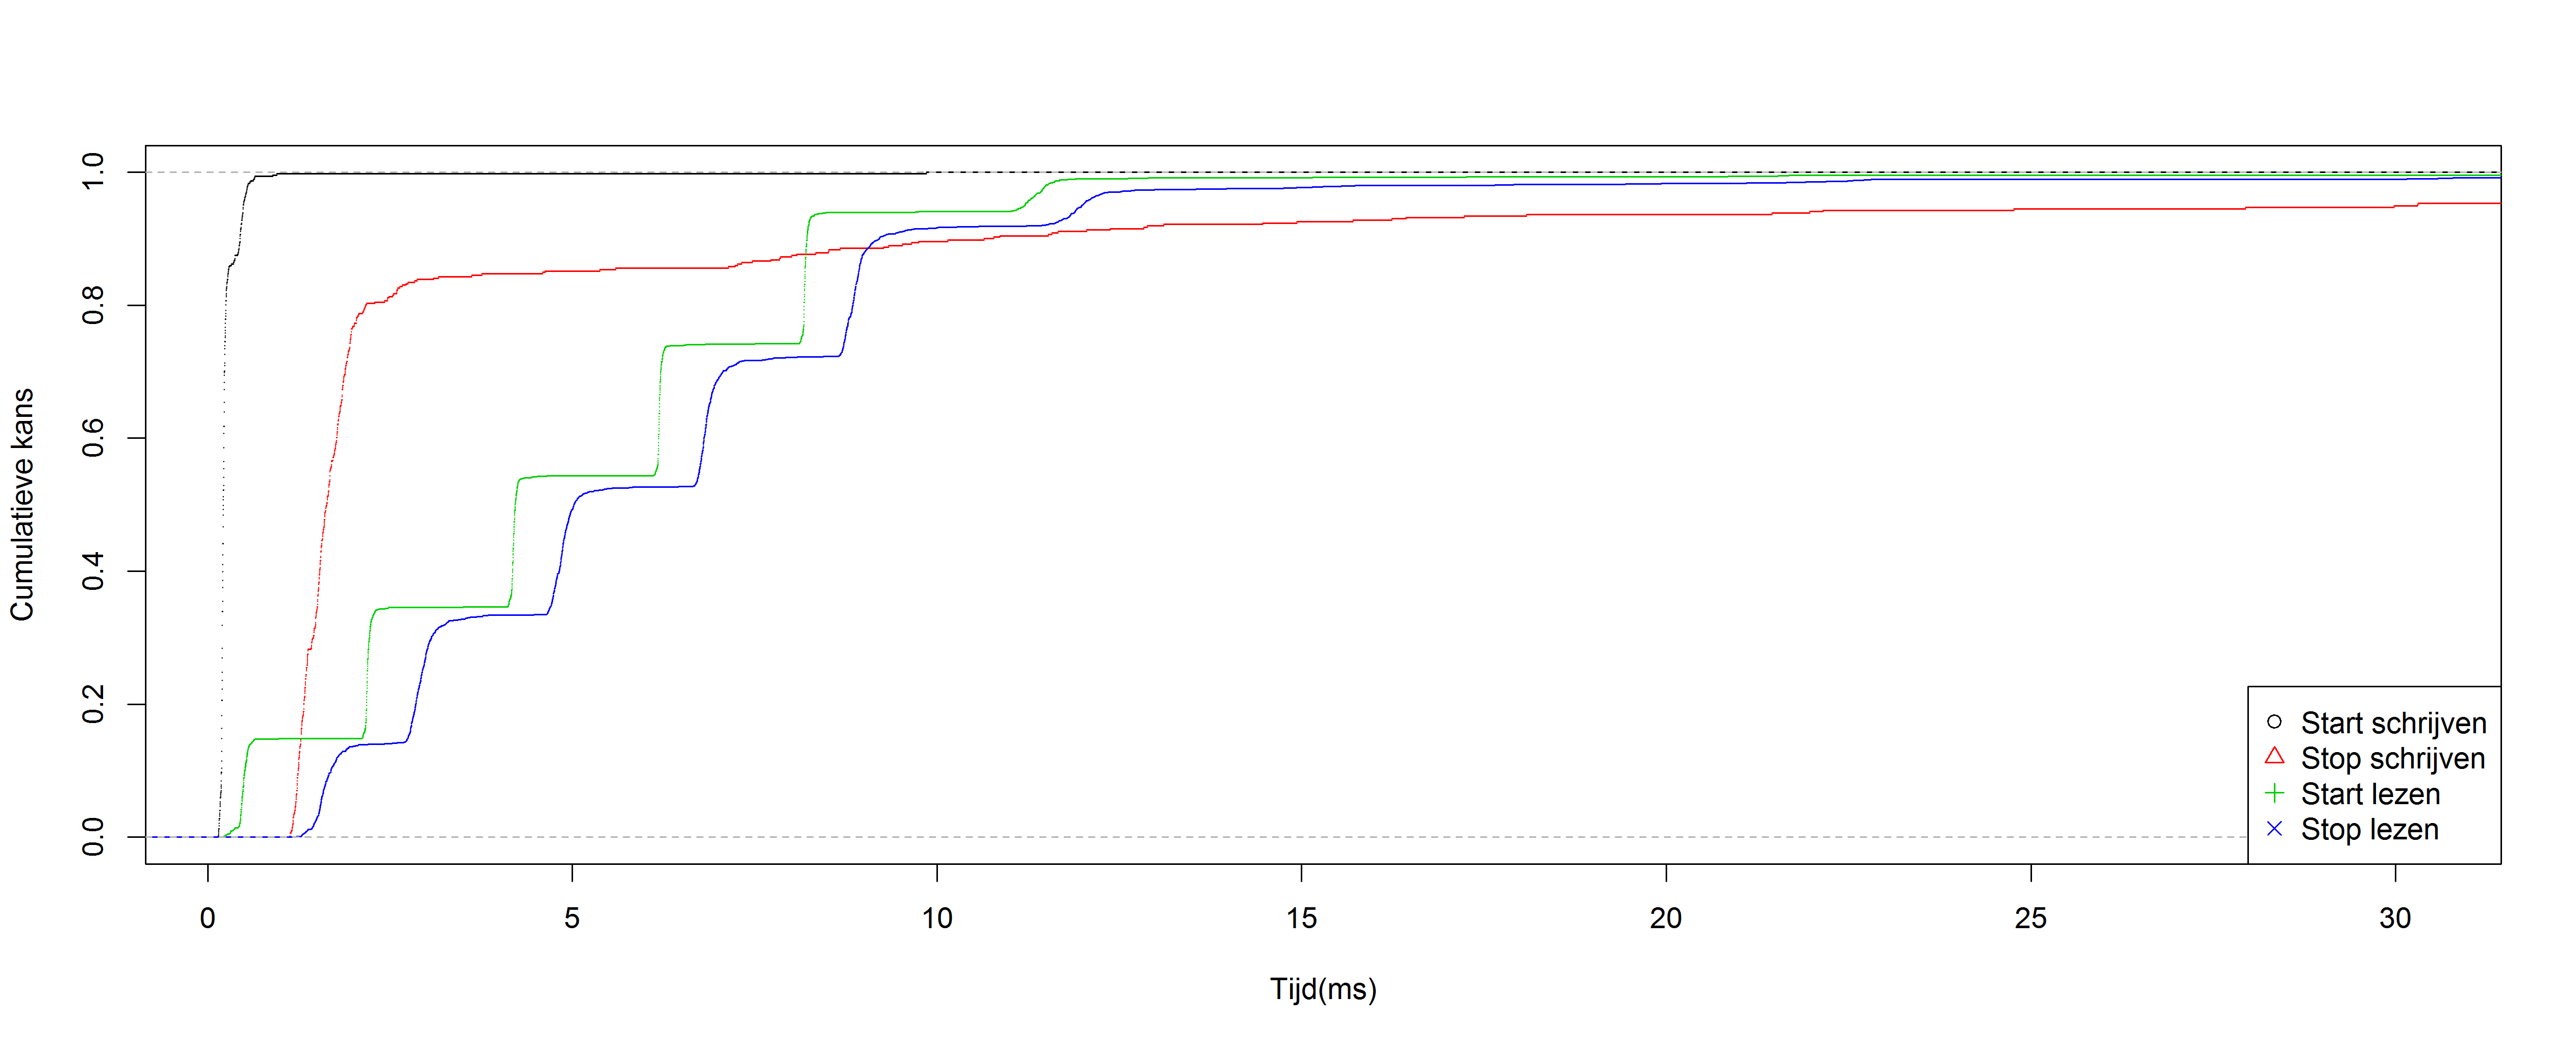 Cumulatieve kans
1.0
0.8
0.6
0.4
0.2
0.0
Start schrijven
Stop schrijven
Start lezen
Stop lezen
0 5 10 15 20 25 30
Tijd(ms)